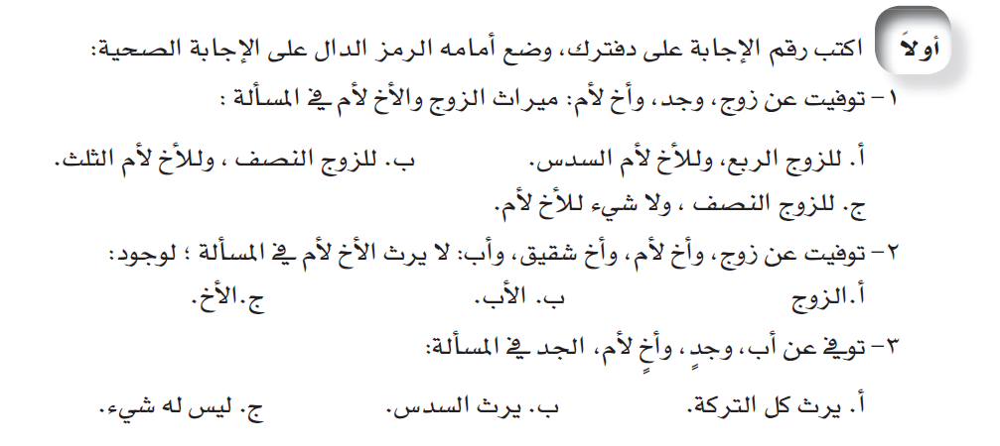 أولاً اكتب رقم الإجابة على دفترك، وضع أمامه الرمز الدال على الإجابة الصحية:
١- توفيت عن زوج، وجد، وأخ لأم: ميراث الزوج والأخ لأم في المسألة :
أ. للزوج الربع، وللأخ لأم السدس. ب. للزوج النصف ، وللأخ لأم الثلث.
ج. للزوج النصف ، ولا شيء للأخ لأم.
٢- توفيت عن زوج، وأخ لأم، وأخ شقيق، وأب: لا يرث الأخ لأم في المسألة ؛ لوجود:
أ.الزوج ب. الأب. ج.الأخ.
٣- توفي عن أب، وجدٍ، وأخٍ لأم، الجد في المسألة:
أ. يرث كل التركة. ب. يرث السدس. ج. ليس له شيء.